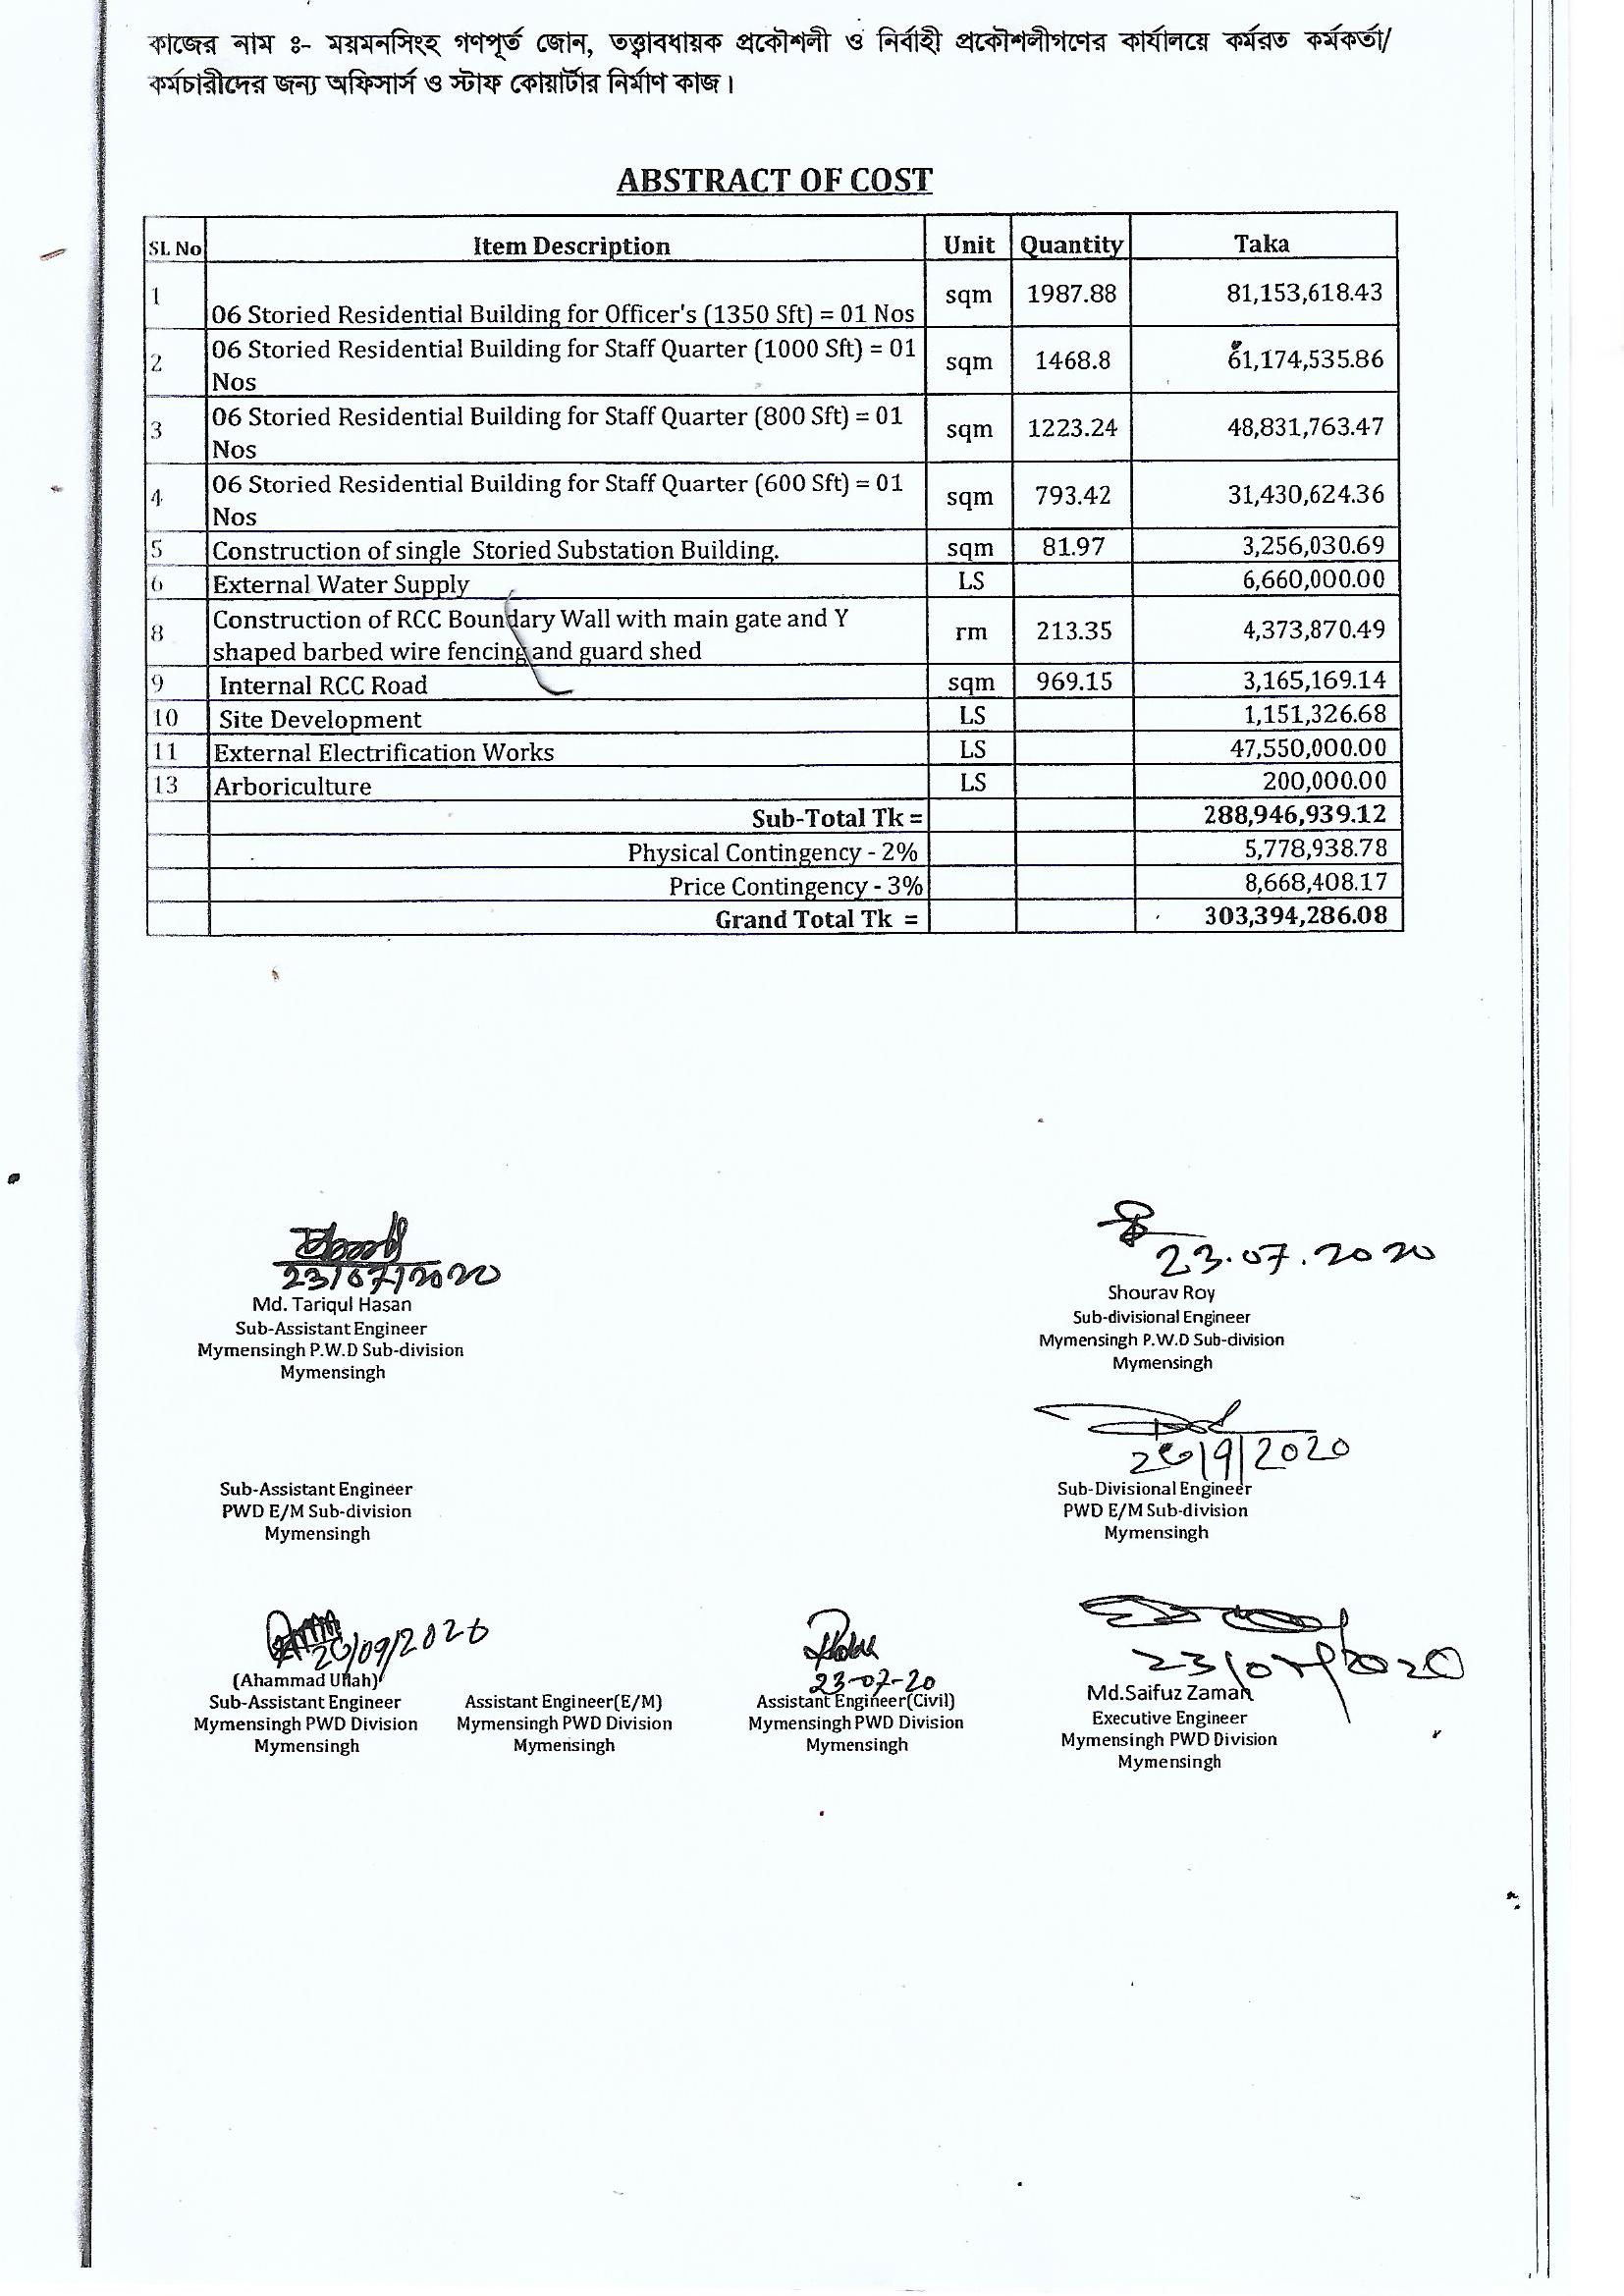 কাজের নাম ঃ- ময়মনসিংহ গণপূর্ত জোন, তত্ত্বাবধায়ক প্রকৌশলী ও নির্বাহী প্রকৌশলীগণের কার্যালয়ে কর্মরত কর্মকর্তা/
কর্মচারীদের জন্য অফিসার্স ও স্টাফ কোয়ার্টার নির্মাণ কাজ।
ABSTRACT OF COST
SL No Item Description Unit Quantity Taka
1 06 Storied Residential Building for Officer's (1350 Sft) = 01 Nos sqm 1987.88 81,153,618.43
2 06 Storied Residential Building for Staff Quarter (1000 Sft) = 01 sqm 1468.8 61,174,535.86
Nos
3 06 Storied Residential Building for Staff Quarter (800 Sft) = 01 sqm 1223.24 48,831,763.47
Nos
4 06 Storied Residential Building for Staff Quarter (600 Sft) = 01 sqm 793.42 31,430,624.36
Nos
5 Construction of single Storied Substation Building. sqm 81.97 3,256,030.69
6 External Water Supply LS 6,660,000.00
8 Construction of RCC Boundary Wall with main gate and Y rm 213.35 4,373,870.49
shaped barbed wire fencing and guard shed
9 Internal RCC Road sqm 969.15 3,165,169.14
10 Site Development LS 1,151,326.68
11 External Electrification Works LS 47,550,000.00
13 Arboriculture LS 200,000.00
Sub-Total Tk = 288,946,939.12
Physical Contingency - 2% 5,778,938.78
Price Contingency - 3% 8,668,408.17
Grand Total Tk = 303,394,286.08
23/07/2020 23.07.2020
Md. Tariqul Hasan Shourav Roy
Sub-Assistant Engineer Sub-divisional Engineer
Mymensingh P.W.D Sub-division Mymensingh P.W.D Sub-division
Mymensingh Mymensingh
Sub-Assistant Engineer Sub-Divisional Engineer
PWD E/M Sub-division PWD E/M Sub-division
Mymensingh Mymensingh
23-07-20
(Ahammad Ullah) Md.Saifuz Zaman
Sub-Assistant Engineer Assistant Engineer(E/M) Assistant Engineer(Civil) Executive Engineer
Mymensingh PWD Division Mymensingh PWD Division Mymensingh PWD Division Mymensingh PWD Division
Mymensingh Mymensingh Mymensingh Mymensingh